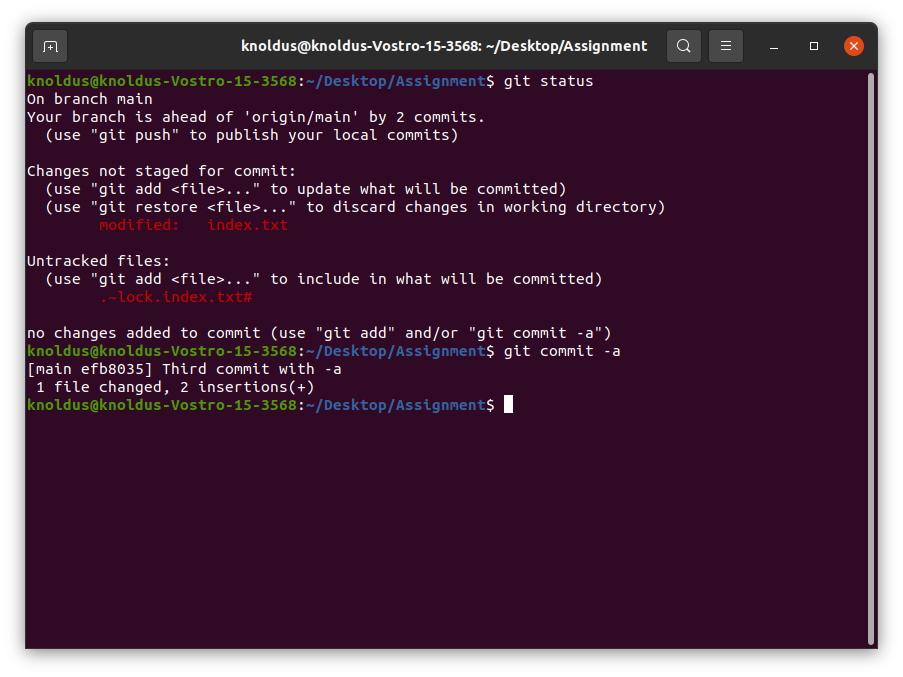 knoldus@knoldus-Vostro-15-3568: ~/Desktop/Assignment
knoldus@knoldus-Vostro-15-3568:~/Desktop/Assignment$ git status
On branch main
Your branch is ahead of 'origin/main' by 2 commits.
  (use "git push" to publish your local commits)
Changes not staged for commit:
  (use "git add <file>..." to update what will be committed)
  (use "git restore <file>..." to discard changes in working directory)
        modified:   index.txt
Untracked files:
  (use "git add <file>..." to include in what will be committed)
        .~lock.index.txt#
no changes added to commit (use "git add" and/or "git commit -a")
knoldus@knoldus-Vostro-15-3568:~/Desktop/Assignment$ git commit -a
[main efb8035] Third commit with -a
 1 file changed, 2 insertions(+)
knoldus@knoldus-Vostro-15-3568:~/Desktop/Assignment$